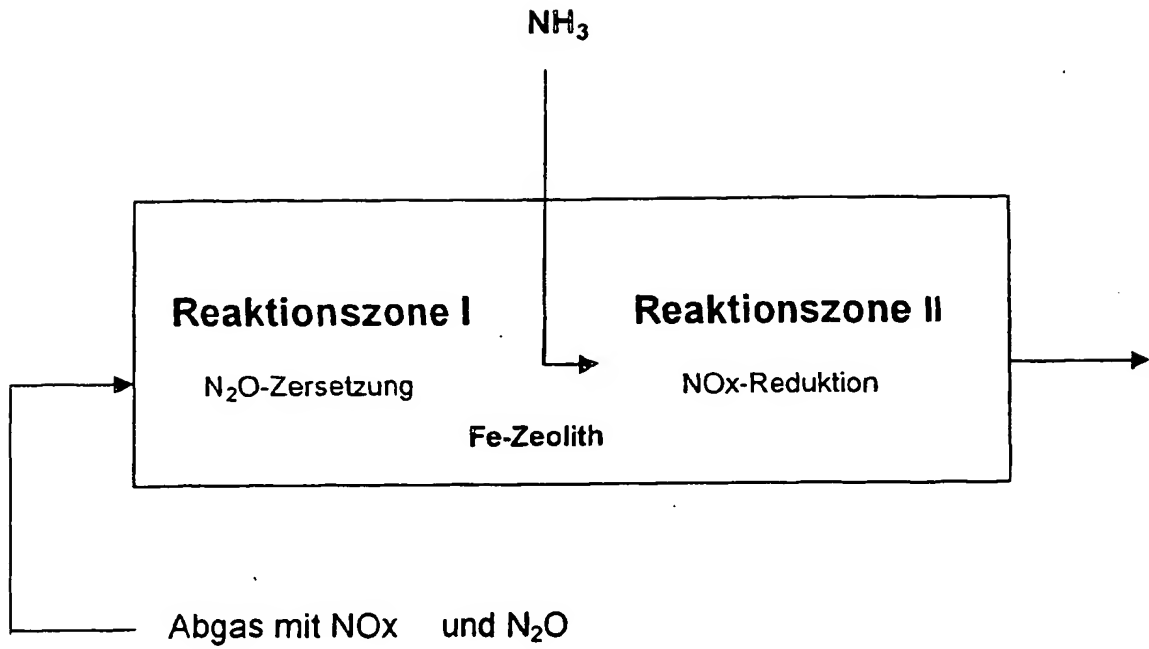 NH₃
Reaktionszone I
Reaktionszone II
N₂O-Zersetzung
NOx-Reduktion
Fe-Zeolith
Abgas mit NOx und N₂O